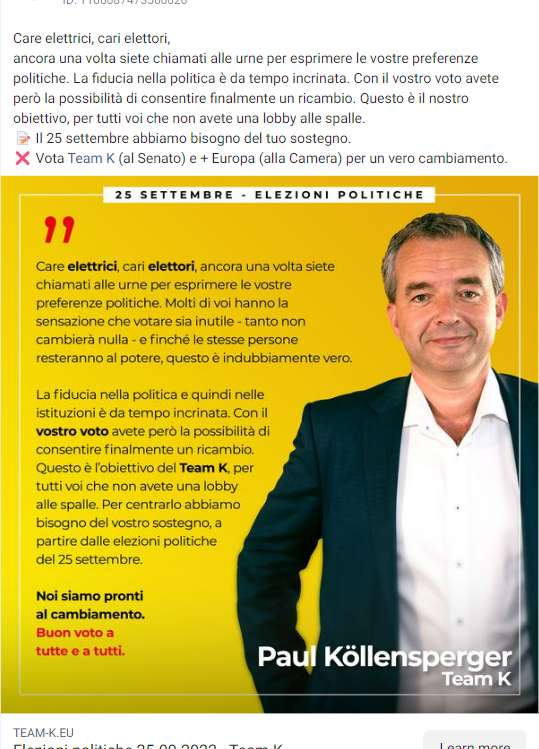 Care elettrici, cari elettori,
ancora una volta siete chiamati alle urne per esprimere le vostre preferenze
politiche. La fiducia nella politica è da tempo incrinata. Con il vostro voto avete
però la possibilità di consentire finalmente un ricambio. Questo è il nostro
obiettivo, per tutti voi che non avete una lobby alle spalle.
📝 Il 25 settembre abbiamo bisogno del tuo sostegno.
❌ Vota Team K (al Senato) e + Europa (alla Camera) per un vero cambiamento.
25 SETTEMBRE - ELEZIONI POLITICHE
"
Care elettrici, cari elettori, ancora una volta siete
chiamati alle urne per esprimere le vostre
preferenze politiche. Molti di voi hanno la
sensazione che votare sia inutile - tanto non
cambierà nulla - e finché le stesse persone
resteranno al potere, questo è indubbiamente vero.
La fiducia nella politica e quindi nelle
istituzioni è da tempo incrinata. Con il
vostro voto avete però la possibilità di
consentire finalmente un ricambio.
Questo è l'obiettivo del Team K, per
tutti voi che non avete una lobby
alle spalle. Per centrarlo abbiamo
bisogno del vostro sostegno, a
partire dalle elezioni politiche
del 25 settembre.
Noi siamo pronti
al cambiamento.
Buon voto a
tutte e a tutti.
Paul Köllensperger
Team K
TEAM-K.EU
Elezioni politiche 25.09.2022 - Team K
Learn more